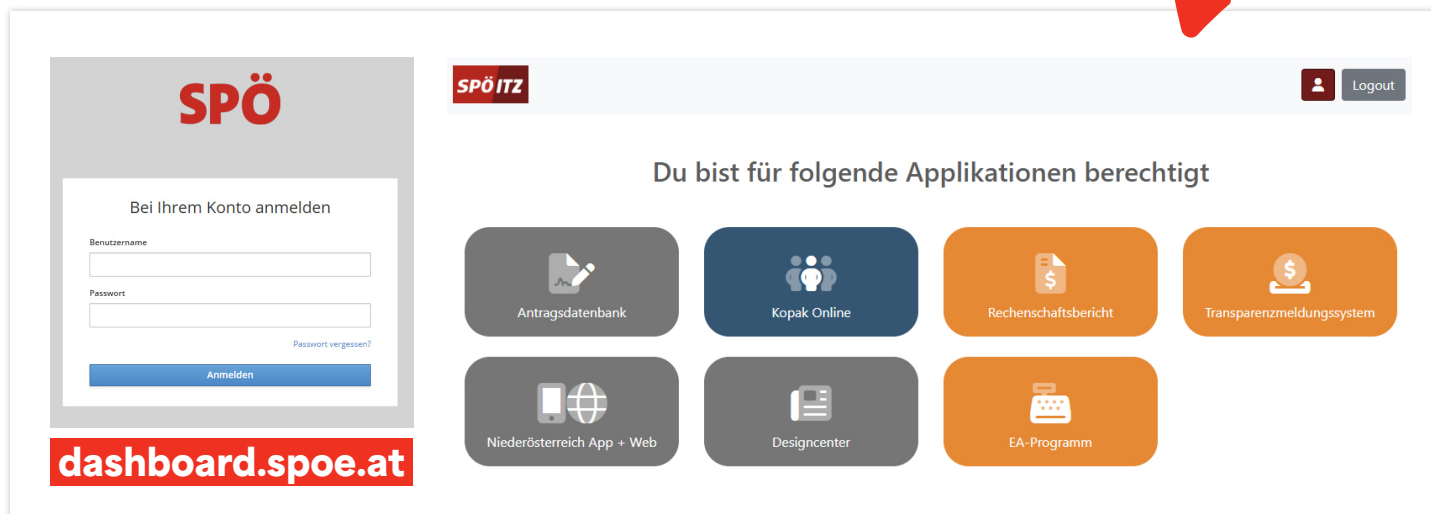 SPÖ
Bei Ihrem Konto anmelden
Benutzername
Passwort
Passwort vergessen?
Anmelden
dashboard.spoe.at
SPÖ ITZ
Logout
Du bist für folgende Applikationen berechtigt
Antragsdatenbank
Kopak Online
Rechenschaftsbericht
Transparenzmeldungssystem
Niederösterreich App + Web
Designcenter
EA-Programm